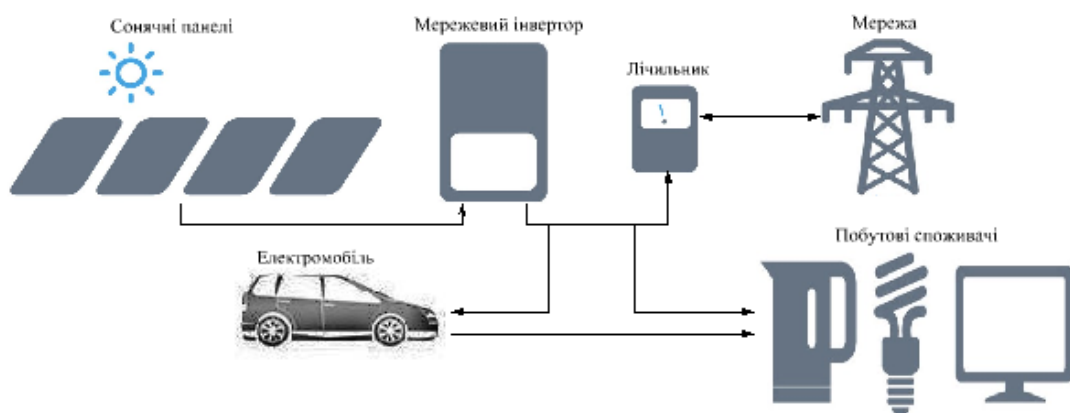 Сонячні панелі
Мережевий інвертор
Мережа
Лічильник
Електромобіль
Побутові споживачі